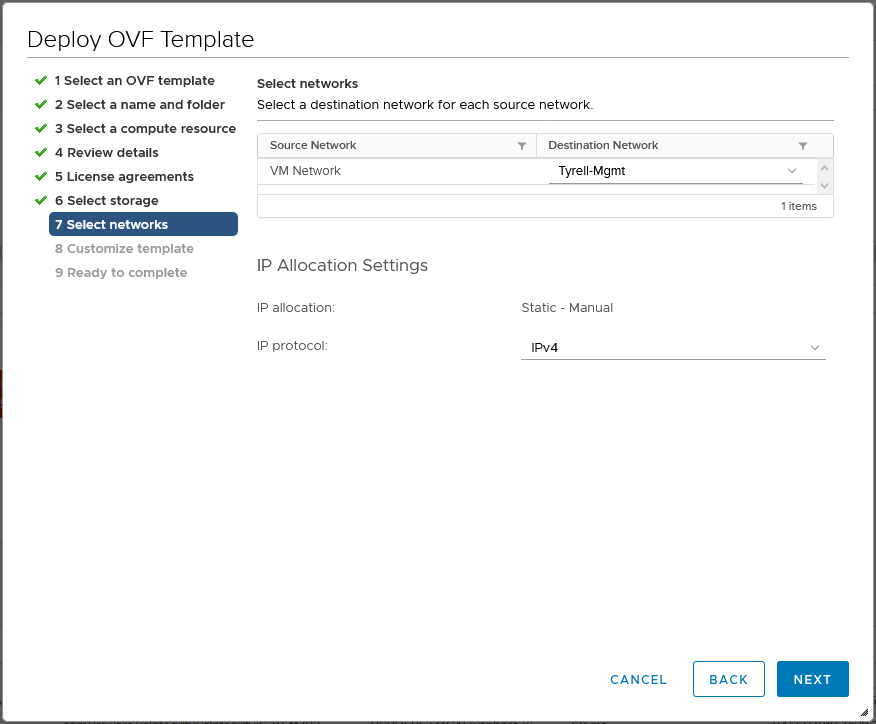 Deploy OVF Template
1 Select an OVF template
2 Select a name and folder
3 Select a compute resource
4 Review details
5 License agreements
6 Select storage
7 Select networks
8 Customize template
9 Ready to complete
Select networks
Select a destination network for each source network.
Source Network Destination Network
VM Network Tyrell-Mgmt
1 items
IP Allocation Settings
IP allocation: Static - Manual
IP protocol: IPv4
CANCEL BACK NEXT